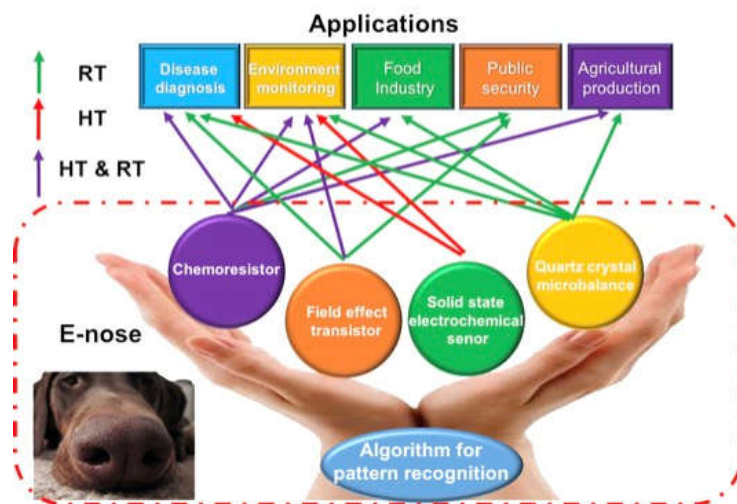 Applications
RT
HT
HT & RT
Disease
diagnosis
Environment
monitoring
Food
Industry
Public
security
Agricultural
production
Chemoresistor
Field effect
transistor
Solid state
electrochemical
senor
Quartz crystal
microbalance
E-nose
Algorithm for
pattern recognition